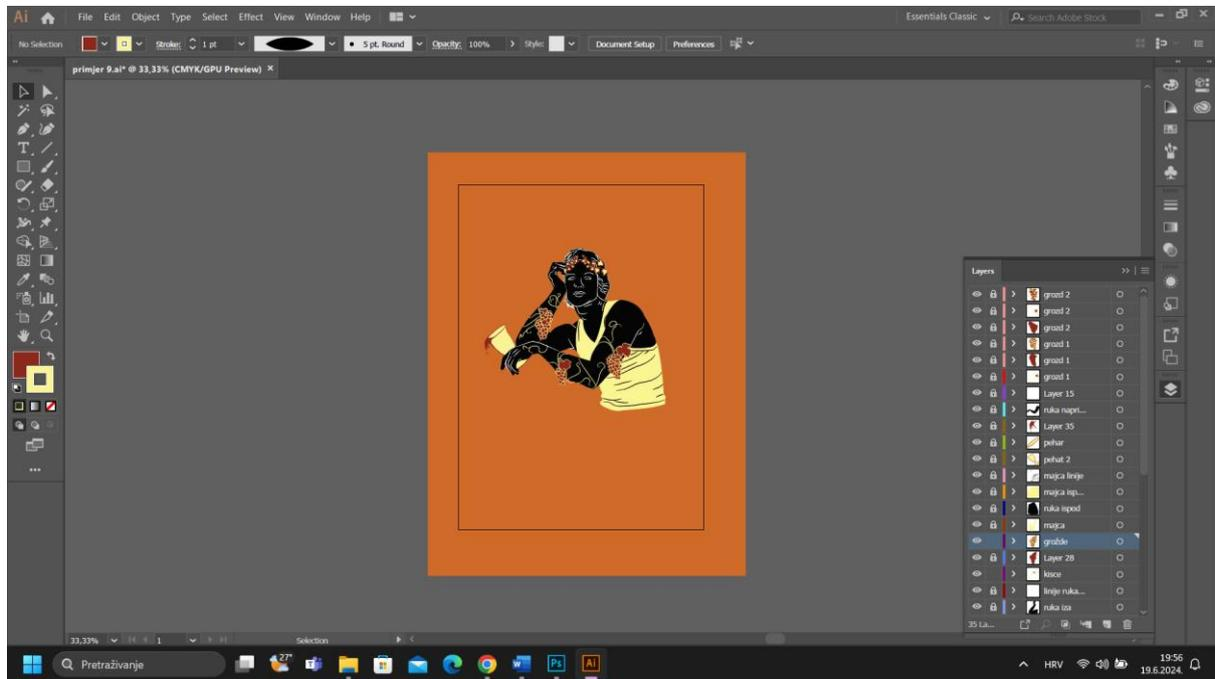 Ai File Edit Object Type Select Effect View Window Help Essentials Classic Search Adobe Stock
No Selection Stroke: 1 pt 5 pt. Round Opacity: 100% Style: Document Setup Preferences
primjer 9.ai* @ 33,33% (CMYK/GPU Preview) ×
Layers
grozd 2
grozd 2
grozd 2
grozd 1
grozd 1
grozd 1
Layer 15
ruka napri...
Layer 35
pehar
pehat 2
majca linije
majca isp...
ruka ispod
majca
grožđe
Layer 28
kisce
linije ruka...
ruka iza
35 La...
33,33% 1 Selection
Pretraživanje 27° Ps Ai HRV 19:56
19.6.2024.